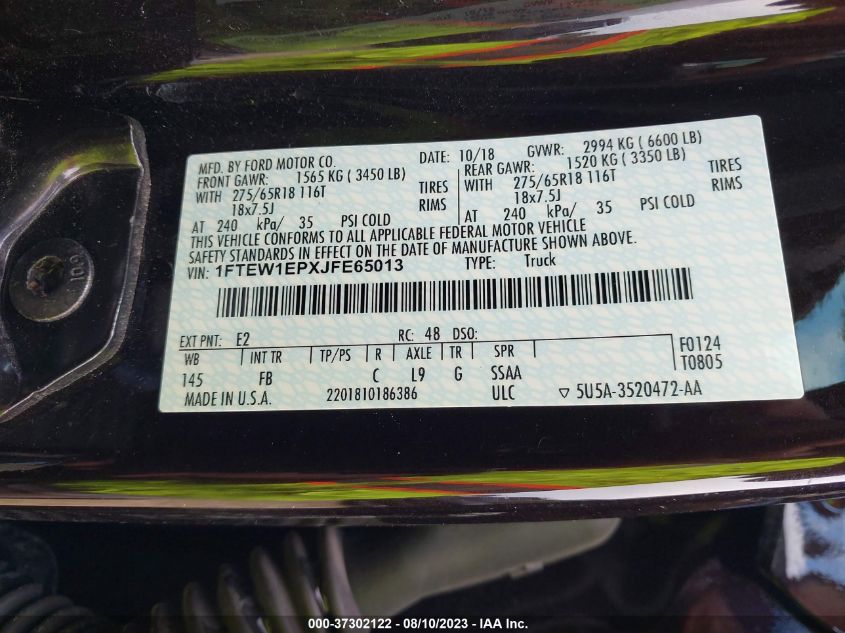 MFD. BY FORD MOTOR CO. DATE: 10/18 GVWR: 2994 KG (6600 LB)
FRONT GAWR: 1565 KG (3450 LB) REAR GAWR: 1520 KG (3350 LB)
WITH 275/65R18 116T TIRES WITH 275/65R18 116T TIRES
18x7.5J RIMS 18x7.5J RIMS
AT 240 kPa/ 35 PSI COLD AT 240 kPa/ 35 PSI COLD
THIS VEHICLE CONFORMS TO ALL APPLICABLE FEDERAL MOTOR VEHICLE
SAFETY STANDARDS IN EFFECT ON THE DATE OF MANUFACTURE SHOWN ABOVE.
VIN: 1FTEW1EPXJFE65013 TYPE: Truck
EXT PNT: E2 RC: 48 DSO:
WB INT TR TP/PS R AXLE TR SPR F0124
145 FB C L9 G SSAA T0805
MADE IN U.S.A. 2201810186386 ULC ▽ 5U5A-3520472-AA
000-37302122 - 08/10/2023 - IAA Inc.